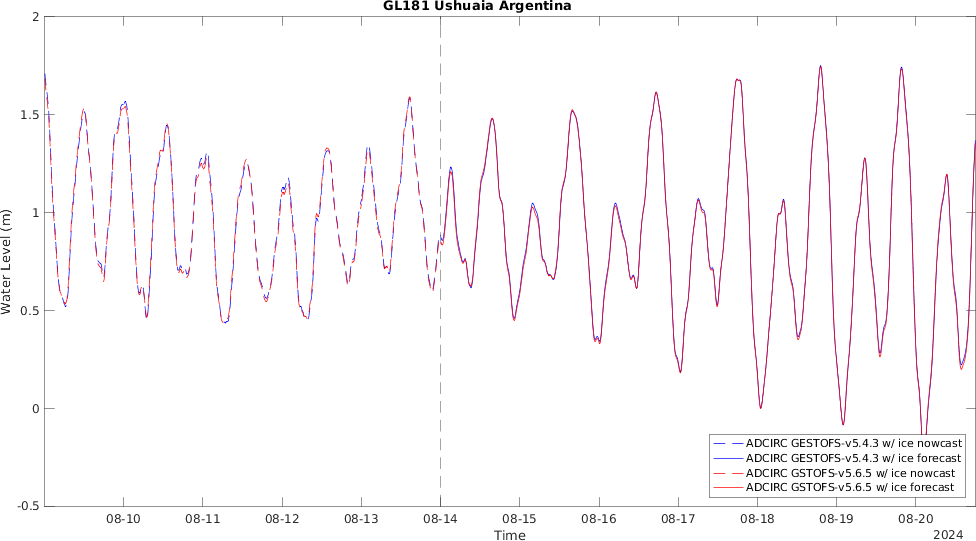 GL181 Ushuaia Argentina
2
1.5
1
0.5
0
-0.5
Water Level (m)
ADCIRC GESTOFS-v5.4.3 w/ ice nowcast
ADCIRC GESTOFS-v5.4.3 w/ ice forecast
ADCIRC GSTOFS-v5.6.5 w/ ice nowcast
ADCIRC GSTOFS-v5.6.5 w/ ice forecast
08-10 08-11 08-12 08-13 08-14 08-15 08-16 08-17 08-18 08-19 08-20
Time
2024